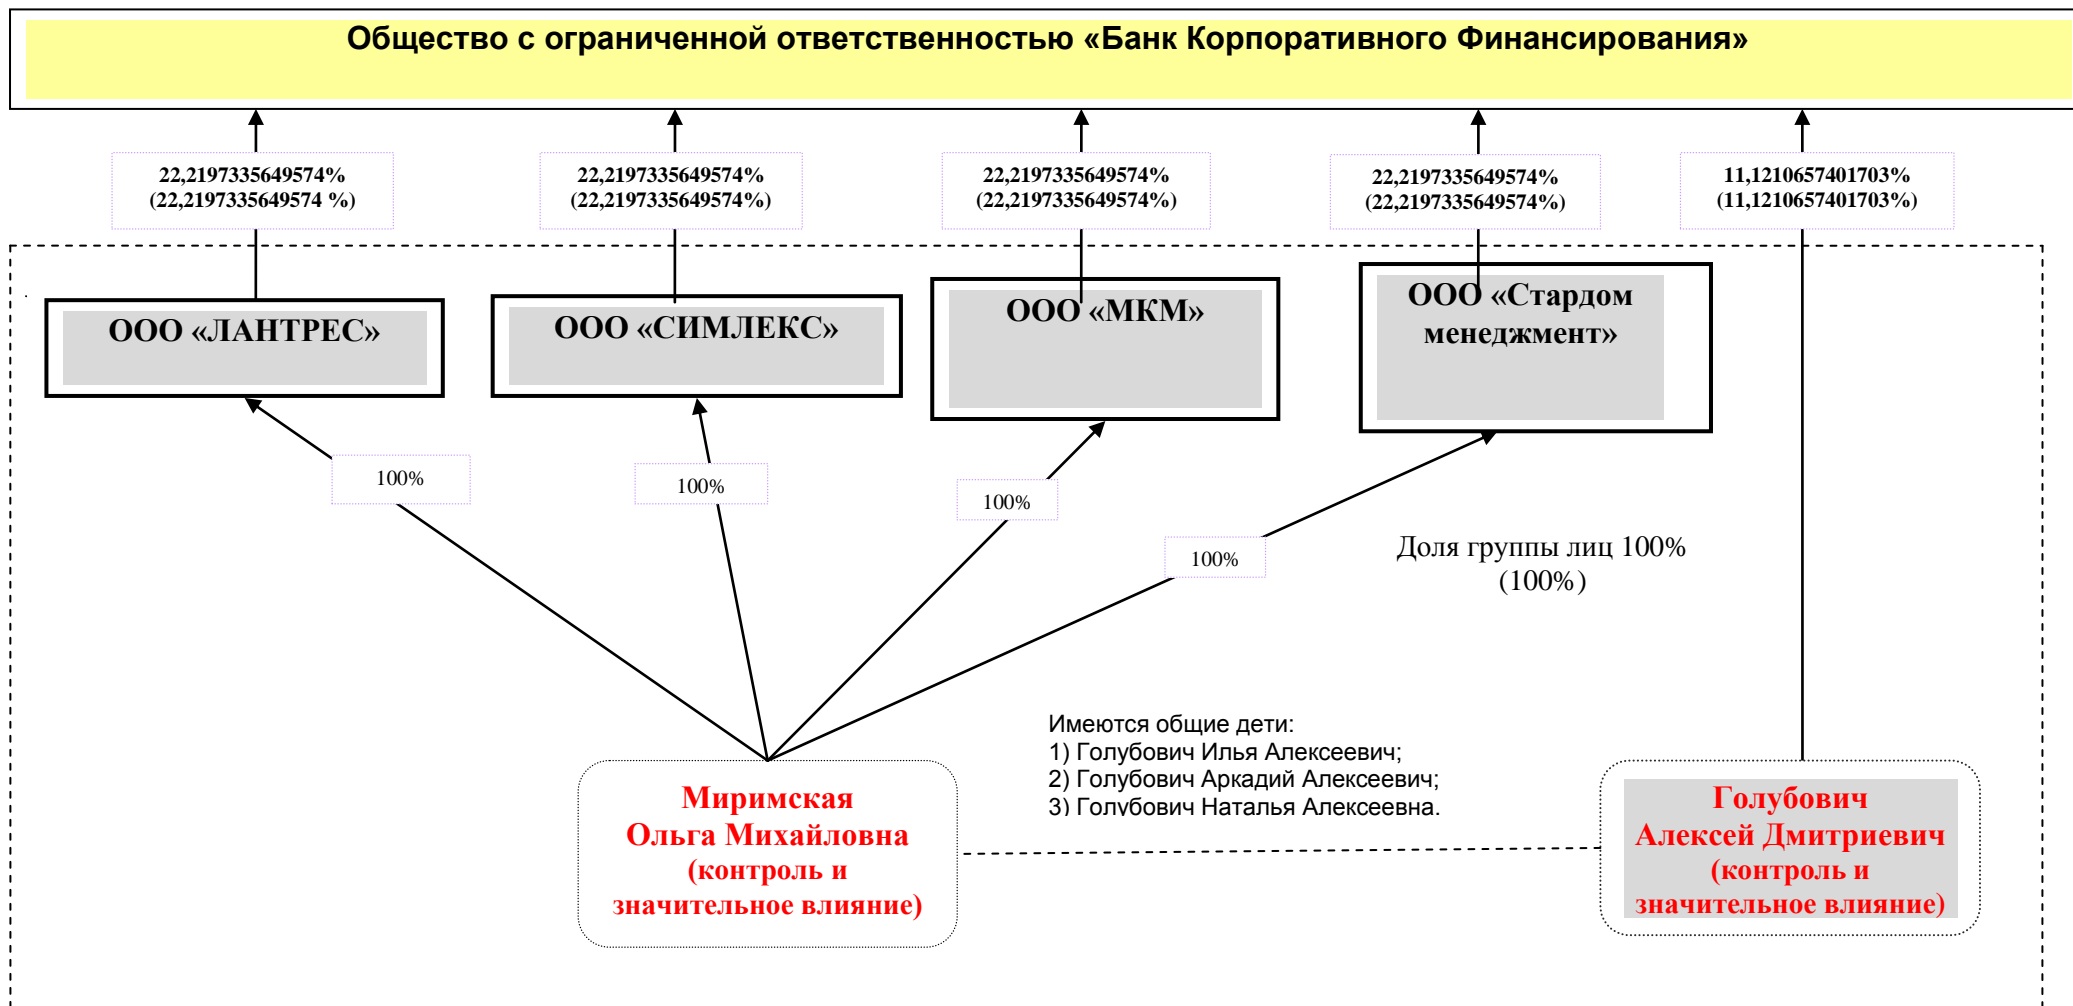 Общество с ограниченной ответственностью «Банк Корпоративного Финансирования»
22,2197335649574%
(22,2197335649574 %)
22,2197335649574%
(22,2197335649574%)
22,2197335649574%
(22,2197335649574%)
22,2197335649574%
(22,2197335649574%)
11,1210657401703%
(11,1210657401703%)
ООО «ЛАНТРЕС»
ООО «СИМЛЕКС»
ООО «МКМ»
ООО «Стардом
менеджмент»
100%
100%
100%
100%
Доля группы лиц 100%
(100%)
Имеются общие дети:
1) Голубович Илья Алексеевич;
2) Голубович Аркадий Алексеевич;
3) Голубович Наталья Алексеевна.
Миримская
Ольга Михайловна
(контроль и
значительное влияние)
Голубович
Алексей Дмитриевич
(контроль и
значительное влияние)